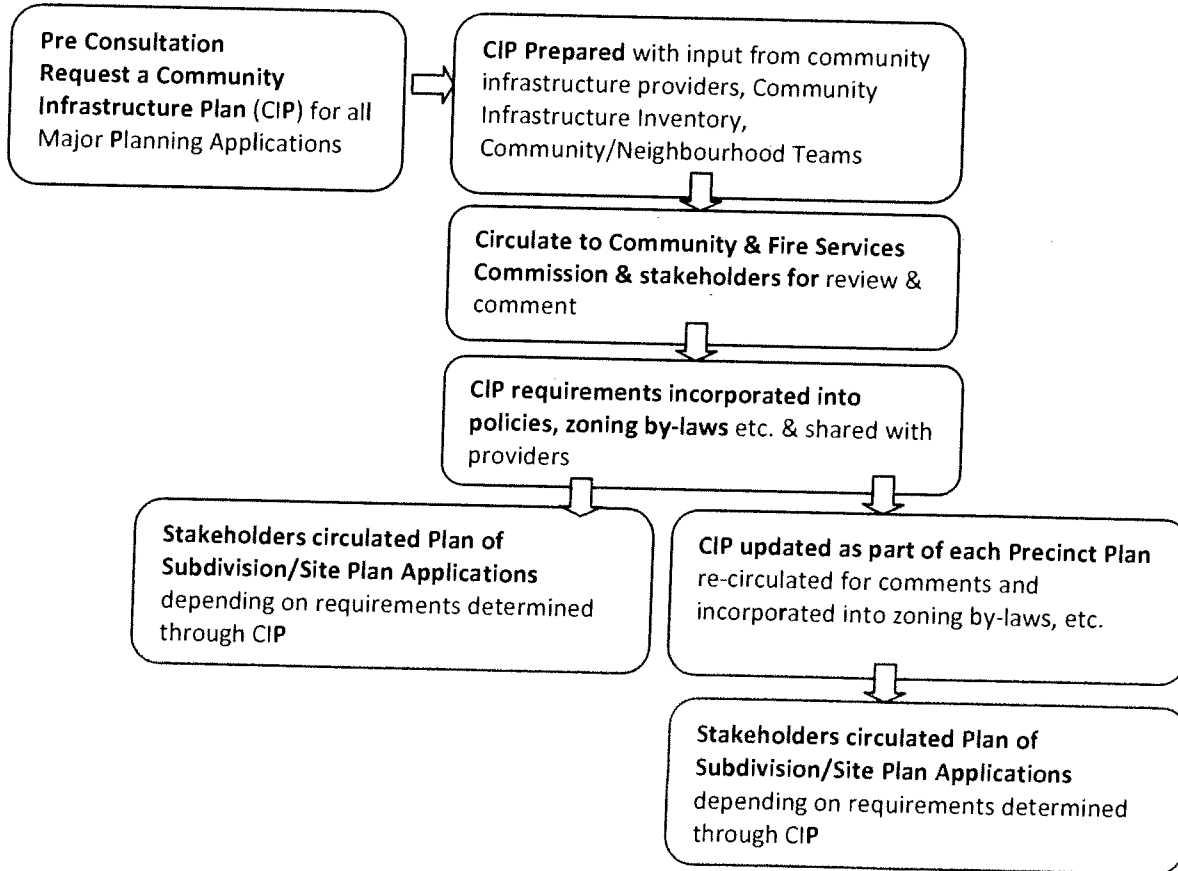 Pre Consultation
Request a Community
Infrastructure Plan (CIP) for all
Major Planning Applications
CIP Prepared with input from community
infrastructure providers, Community
Infrastructure Inventory,
Community/Neighbourhood Teams
Circulate to Community & Fire Services
Commission & stakeholders for review &
comment
CIP requirements incorporated into
policies, zoning by-laws etc. & shared with
providers
Stakeholders circulated Plan of
Subdivision/Site Plan Applications
depending on requirements determined
through CIP
CIP updated as part of each Precinct Plan
re-circulated for comments and
incorporated into zoning by-laws, etc.
Stakeholders circulated Plan of
Subdivision/Site Plan Applications
depending on requirements determined
through CIP